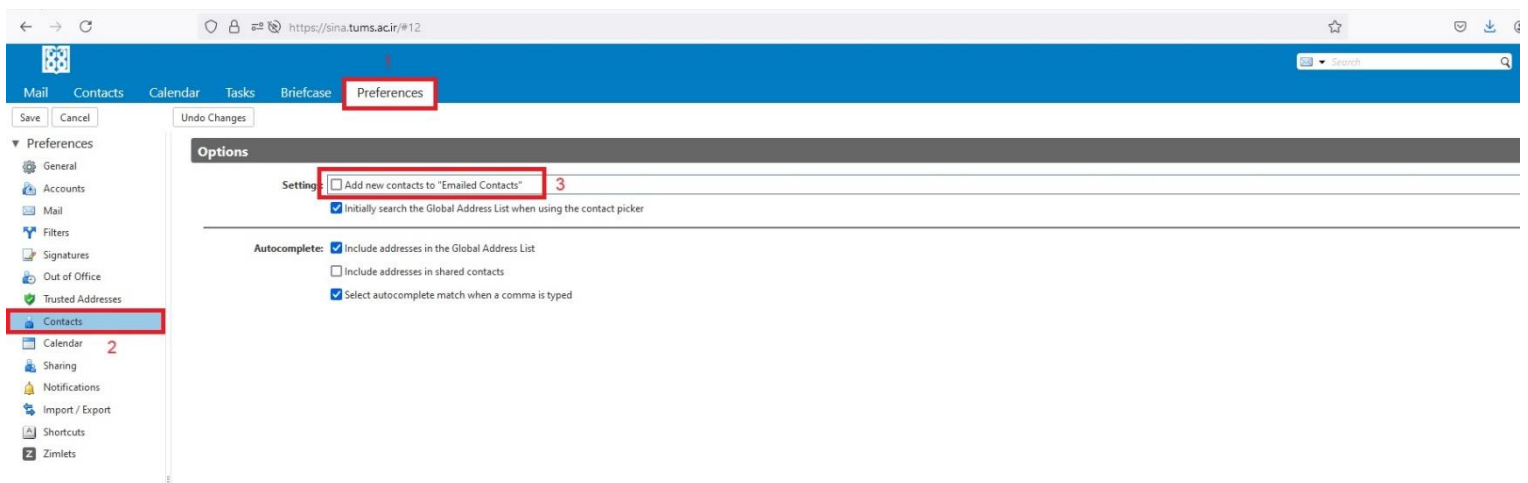 https://sina.tums.ac.ir/#12
1
Search
Mail Contacts Calendar Tasks Briefcase Preferences
Save Cancel Undo Changes
Preferences
General
Accounts
Mail
Filters
Signatures
Out of Office
Trusted Addresses
Contacts
Calendar
2
Sharing
Notifications
Import / Export
Shortcuts
Z Zimlets
Options
Settings: Add new contacts to "Emailed Contacts" 3
Initially search the Global Address List when using the contact picker
Autocomplete: Include addresses in the Global Address List
Include addresses in shared contacts
Select autocomplete match when a comma is typed